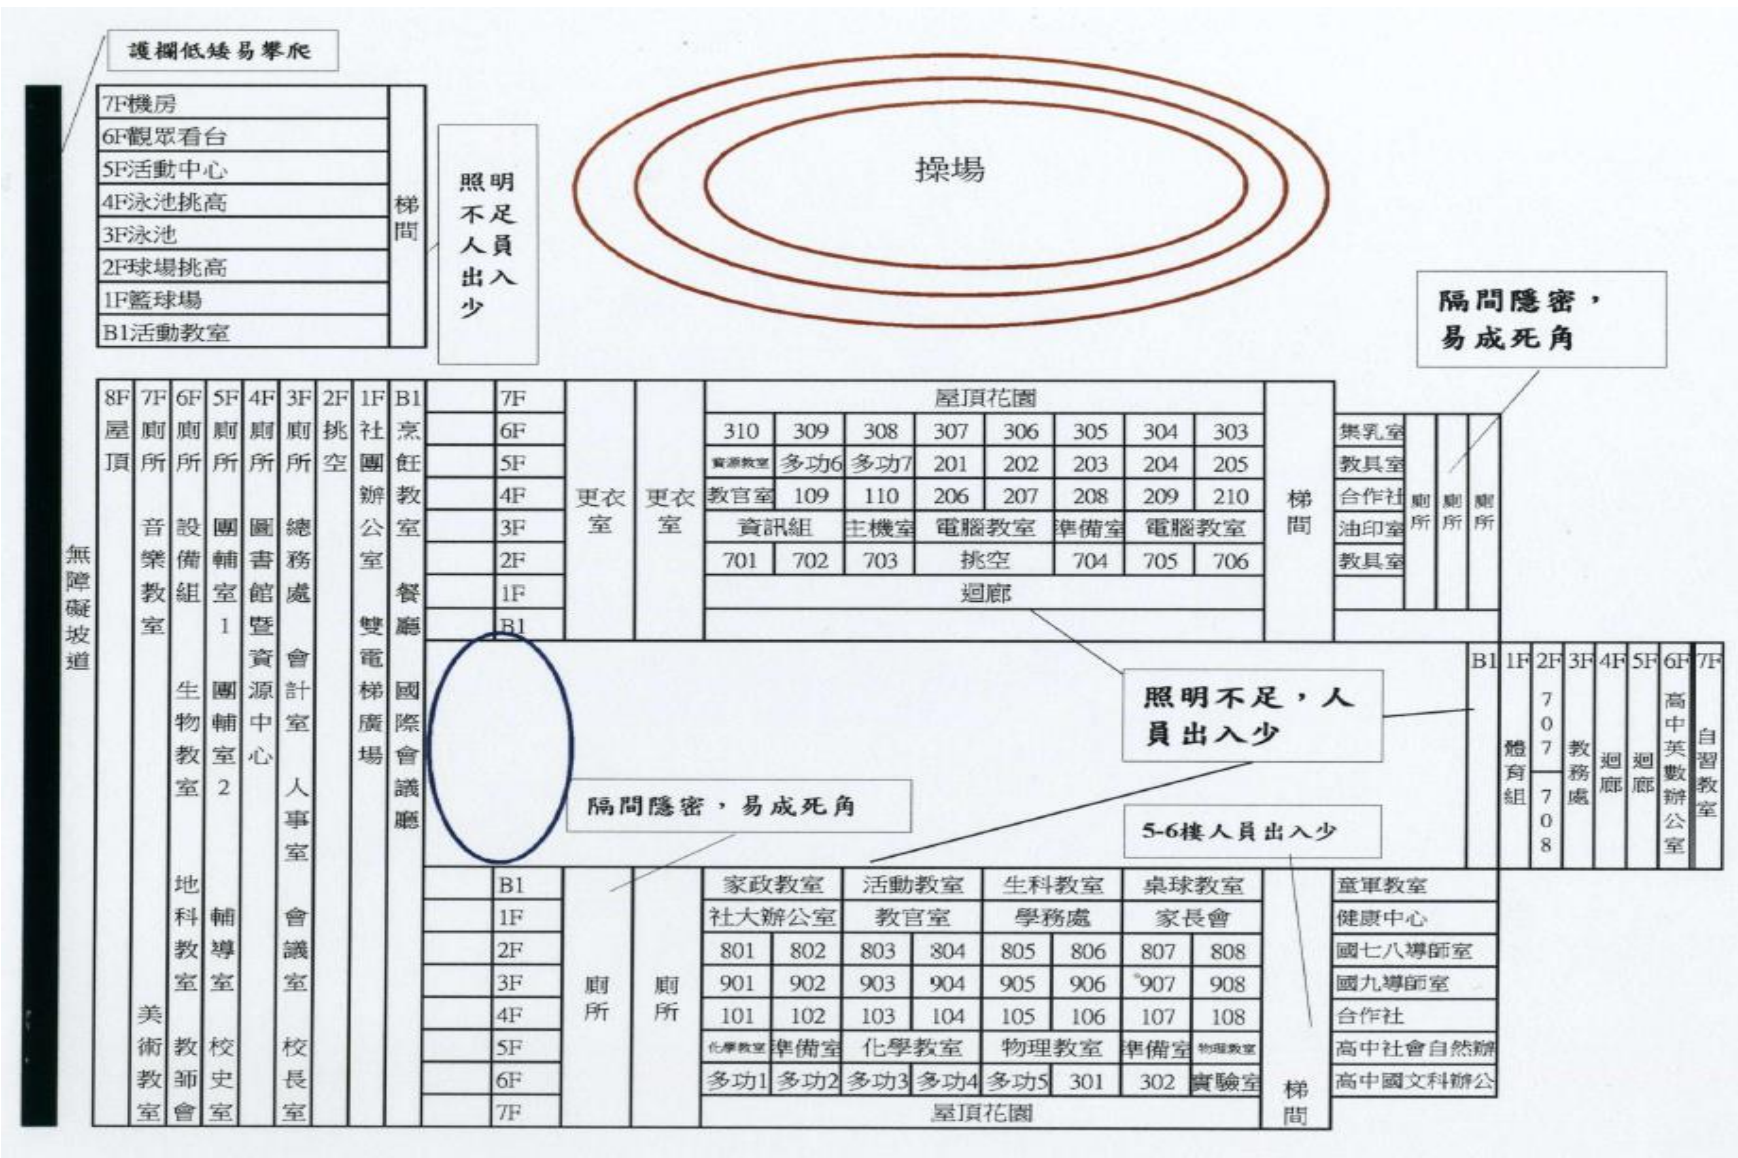 護欄低矮易攀爬
7F機房
6F觀眾看台
5F活動中心
4F泳池挑高
3F泳池
2F球場挑高
1F籃球場
B1活動教室
梯間
照明不足人員出入少
操場
隔間隱密，
易成死角
無障礙坡道
8F屋頂
7F廁所 音樂教室 美術教室
6F廁所 設備組 生物教室 地科教室 教師會
5F廁所 團輔室1 團輔室2 輔導室 校史室
4F廁所 圖書館暨資源中心
3F廁所 總務處 會計室 人事室 會議室 校長室
2F挑空
1F社團辦公室 雙電梯廣場
B1烹飪教室 餐廳 國際會議廳
7F 屋頂花園
6F 310 309 308 307 306 305 304 303 集乳室
5F 資源教室 多功6 多功7 201 202 203 204 205 教具室
4F 教官室 109 110 206 207 208 209 210 合作社
3F 資訊組 主機室 電腦教室 準備室 電腦教室 油印室
2F 701 702 703 挑空 704 705 706 教具室
1F 迴廊
B1
更衣室
更衣室
梯間
廁所
廁所
廁所
照明不足，人
員出入少
B1
1F 體育組
2F 707 708
3F 教務處
4F 迴廊
5F 迴廊
6F 高中英數辦公室
7F 自習教室
隔間隱密，易成死角
5-6樓人員出入少
B1 家政教室 活動教室 生科教室 桌球教室 童軍教室
1F 社大辦公室 教官室 學務處 家長會 健康中心
2F 801 802 803 804 805 806 807 808 國七八導師室
3F 901 902 903 904 905 906 907 908 國九導師室
4F 101 102 103 104 105 106 107 108 合作社
5F 化學教室 準備室 化學教室 物理教室 準備室 物理教室 高中社會自然辦
6F 多功1 多功2 多功3 多功4 多功5 301 302 實驗室 高中國文科辦公
7F 屋頂花園
廁所
廁所
梯間